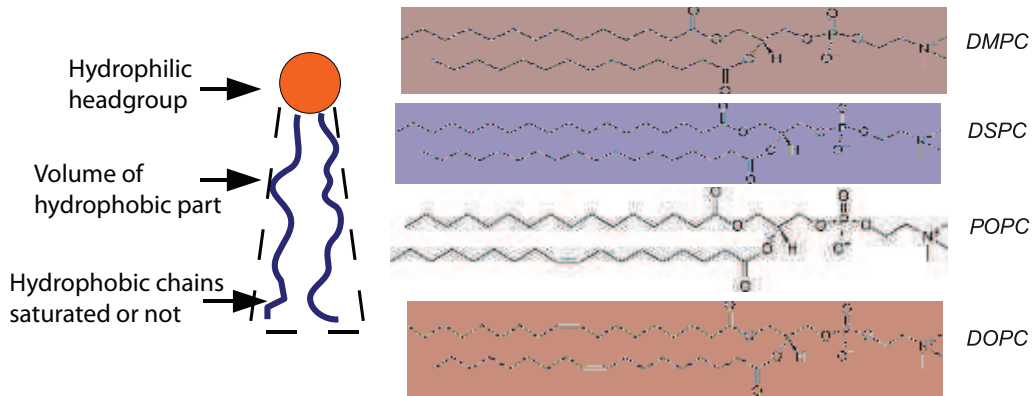 Hydrophilic
headgroup
Volume of
hydrophobic part
Hydrophobic chains
saturated or not
O
O
O
O
H
O
P
O
O⁻
O
N⁺
DMPC
O
O
O
O
H
O
P
O
O⁻
O
N⁺
DSPC
O
O
O
O
H
O
P
O
O⁻
O
N⁺
POPC
O
O
O
O
H
O
P
O
O⁻
O
N⁺
DOPC